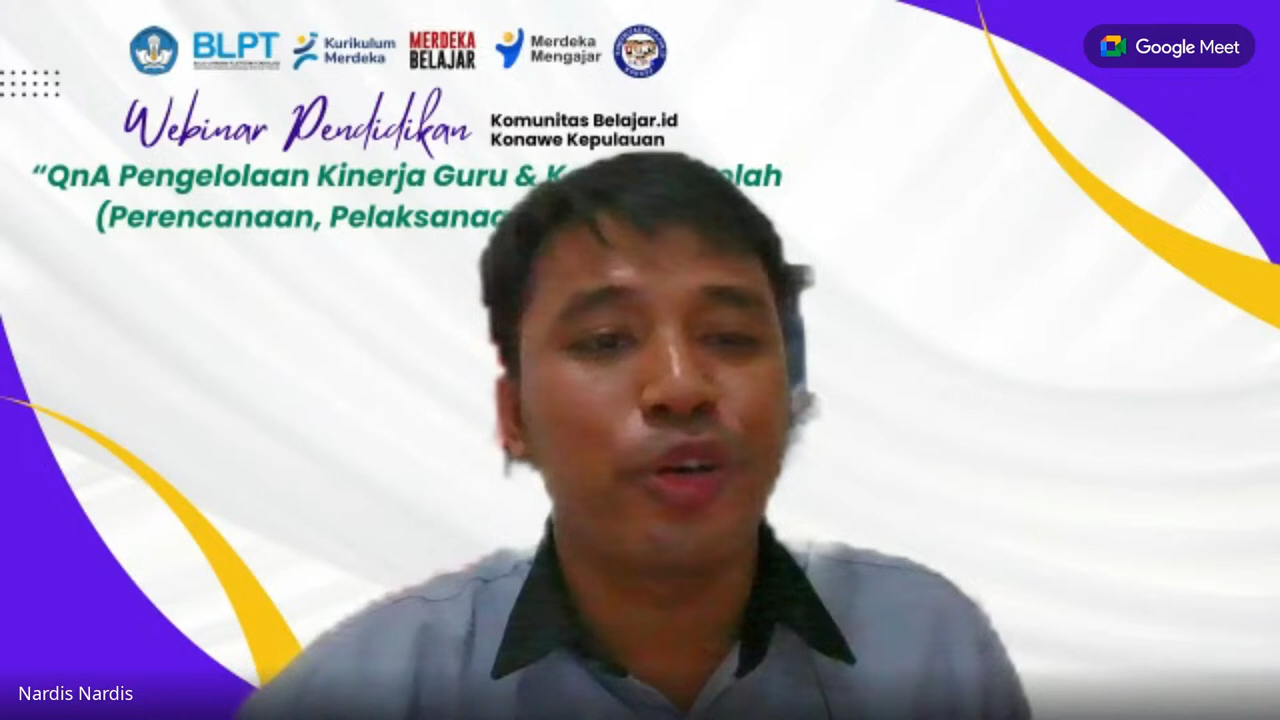 BLPT
Kurikulum
Merdeka
MERDEKA
BELAJAR
Merdeka
Mengajar
Google Meet
Webinar Pendidikan
Komunitas Belajar.id
Konawe Kepulauan
“QnA Pengelolaan Kinerja Guru & K lah
(Perencanaan, Pelaksanaa
Nardis Nardis